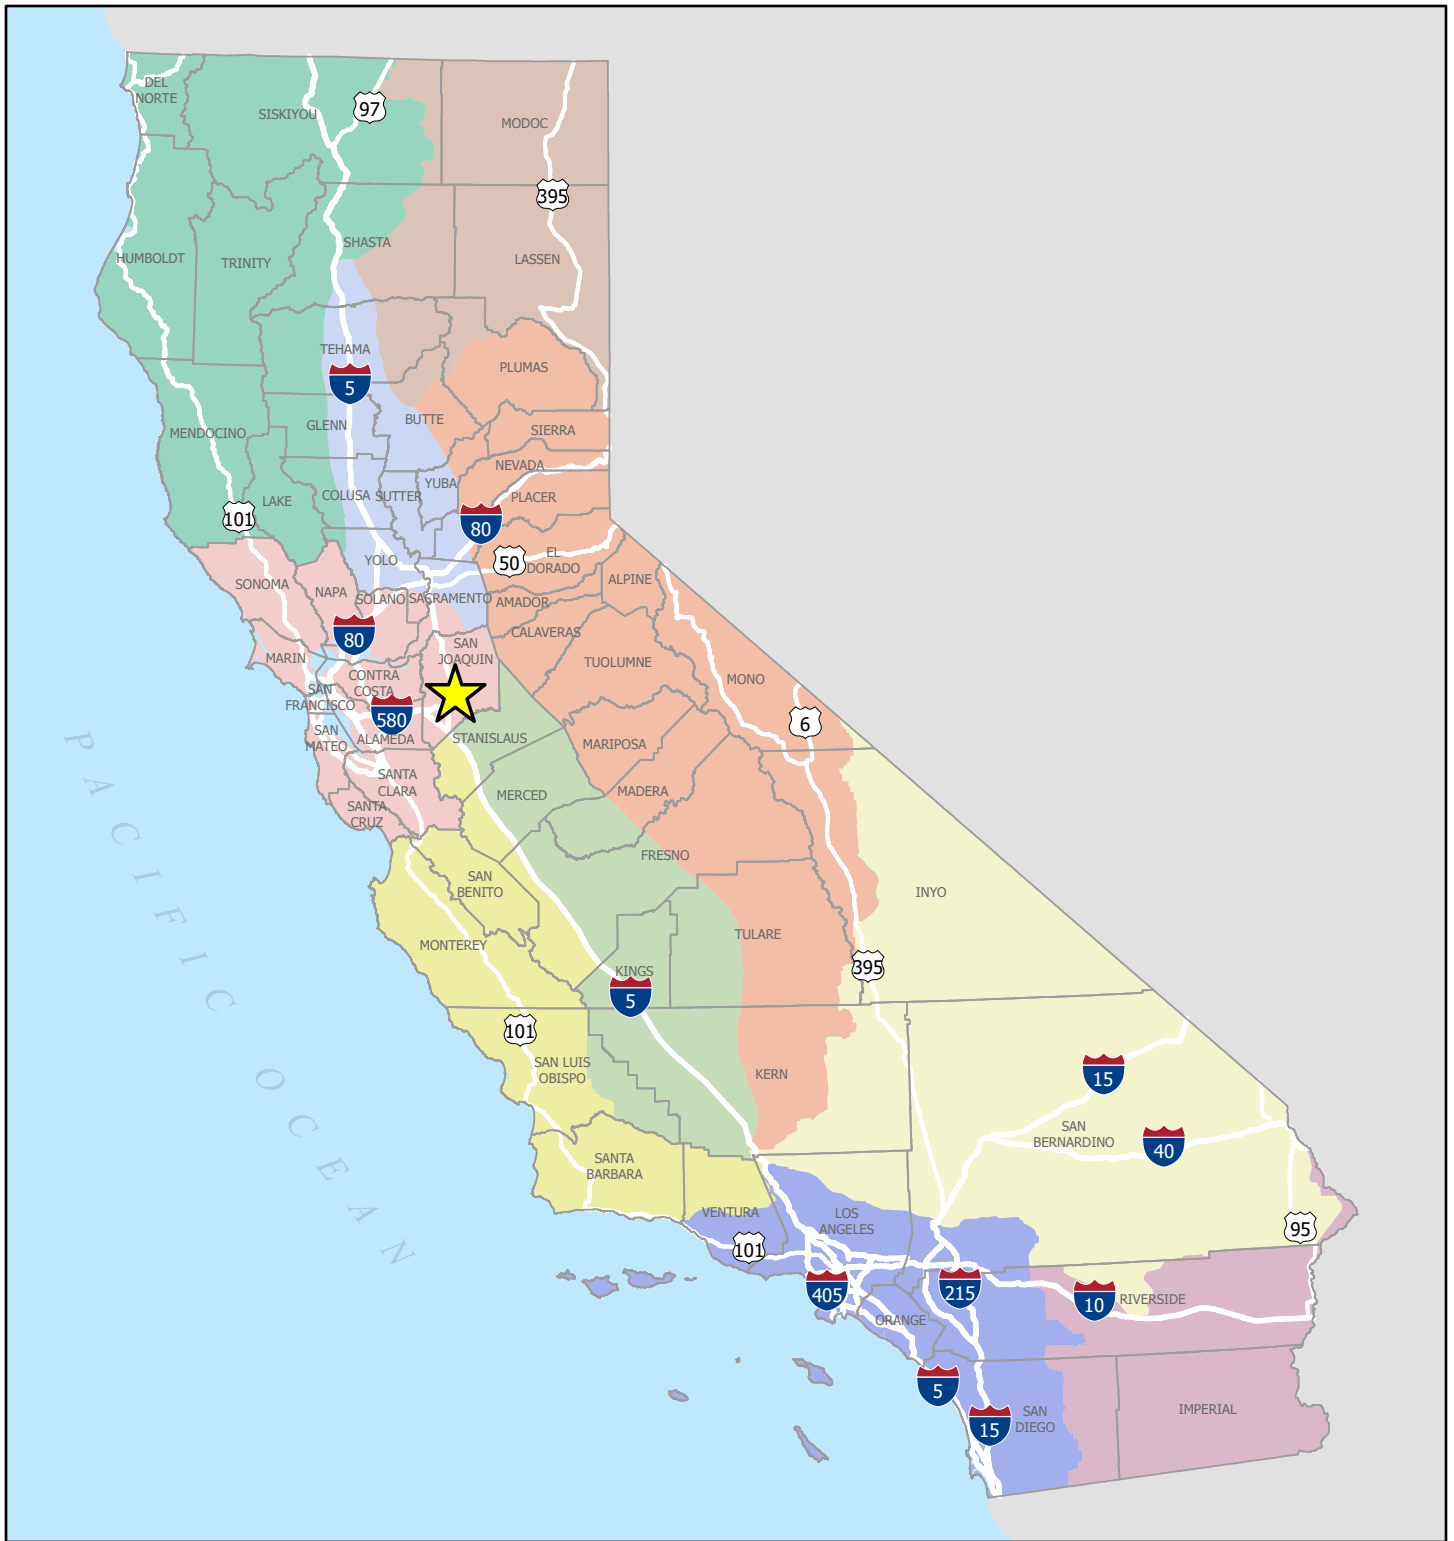 DEL
NORTE
SISKIYOU
97
MODOC
395
SHASTA
HUMBOLDT
TRINITY
LASSEN
TEHAMA
5
PLUMAS
BUTTE
GLENN
MENDOCINO
SIERRA
NEVADA
YUBA
COLUSA
SUTTER
PLACER
LAKE
101
80
50
EL
DORADO
YOLO
ALPINE
SONOMA
NAPA
SOLANO
SACRAMENTO
AMADOR
CALAVERAS
80
SAN
JOAQUIN
MARIN
TUOLUMNE
CONTRA
COSTA
MONO
SAN
FRANCISCO
580
6
SAN
MATEO
ALAMEDA
STANISLAUS
MARIPOSA
SANTA
CLARA
MERCED
MADERA
SANTA
CRUZ
FRESNO
SAN
BENITO
INYO
TULARE
MONTEREY
395
KINGS
5
101
SAN LUIS
OBISPO
KERN
15
SAN
BERNARDINO
40
SANTA
BARBARA
VENTURA
LOS
ANGELES
95
101
405
215
10
RIVERSIDE
ORANGE
5
15
SAN
DIEGO
IMPERIAL
PACIFIC OCEAN